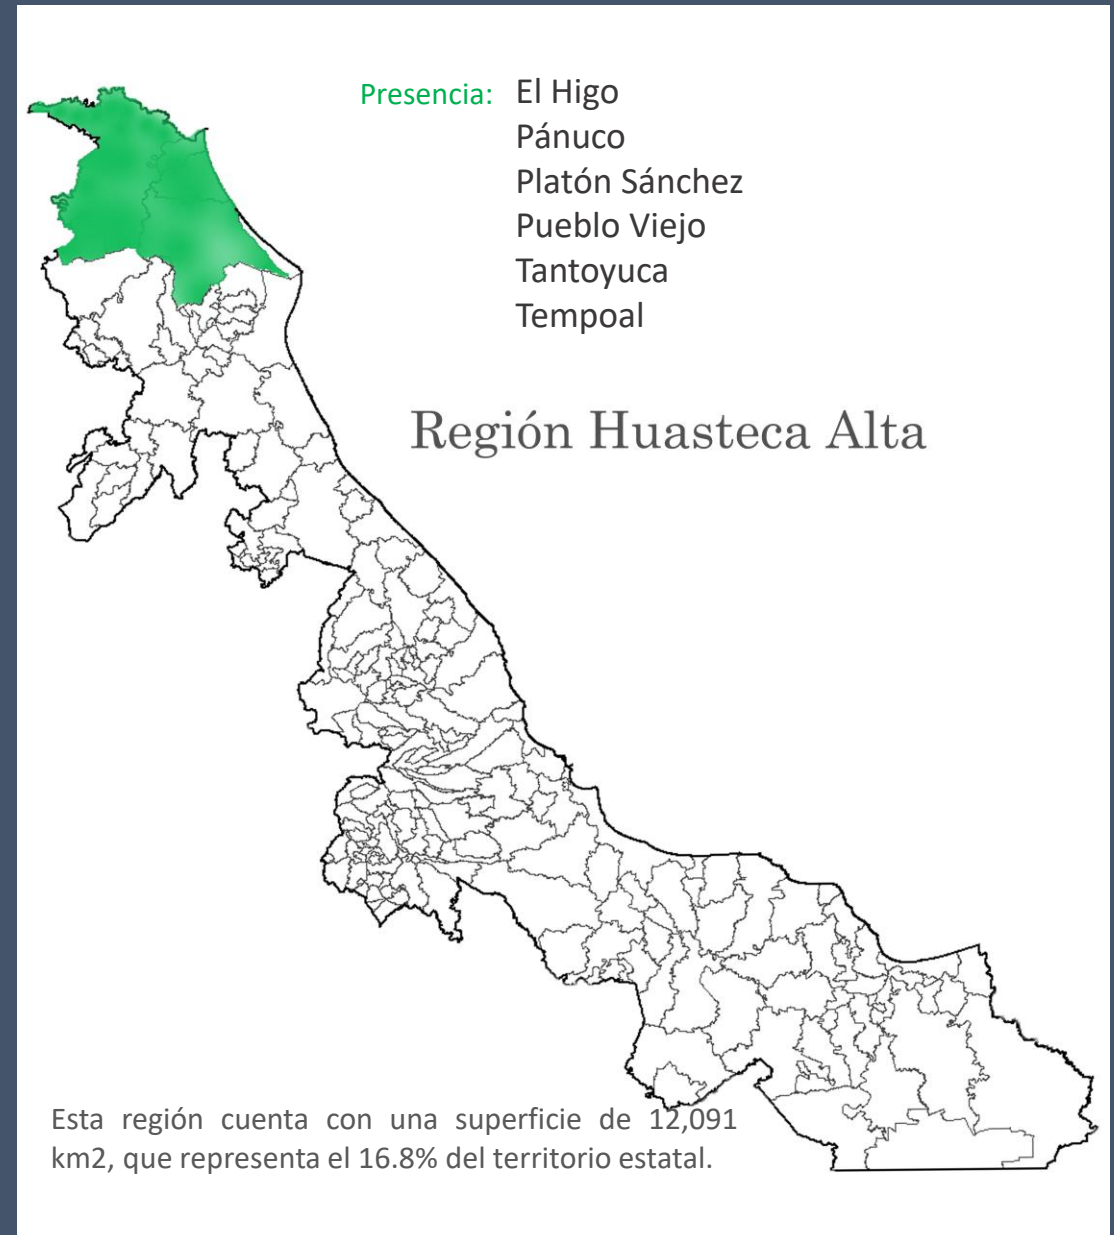 Presencia: El Higo
Pánuco
Platón Sánchez
Pueblo Viejo
Tantoyuca
Tempoal
Región Huasteca Alta
Esta región cuenta con una superficie de 12,091
km2, que representa el 16.8% del territorio estatal.